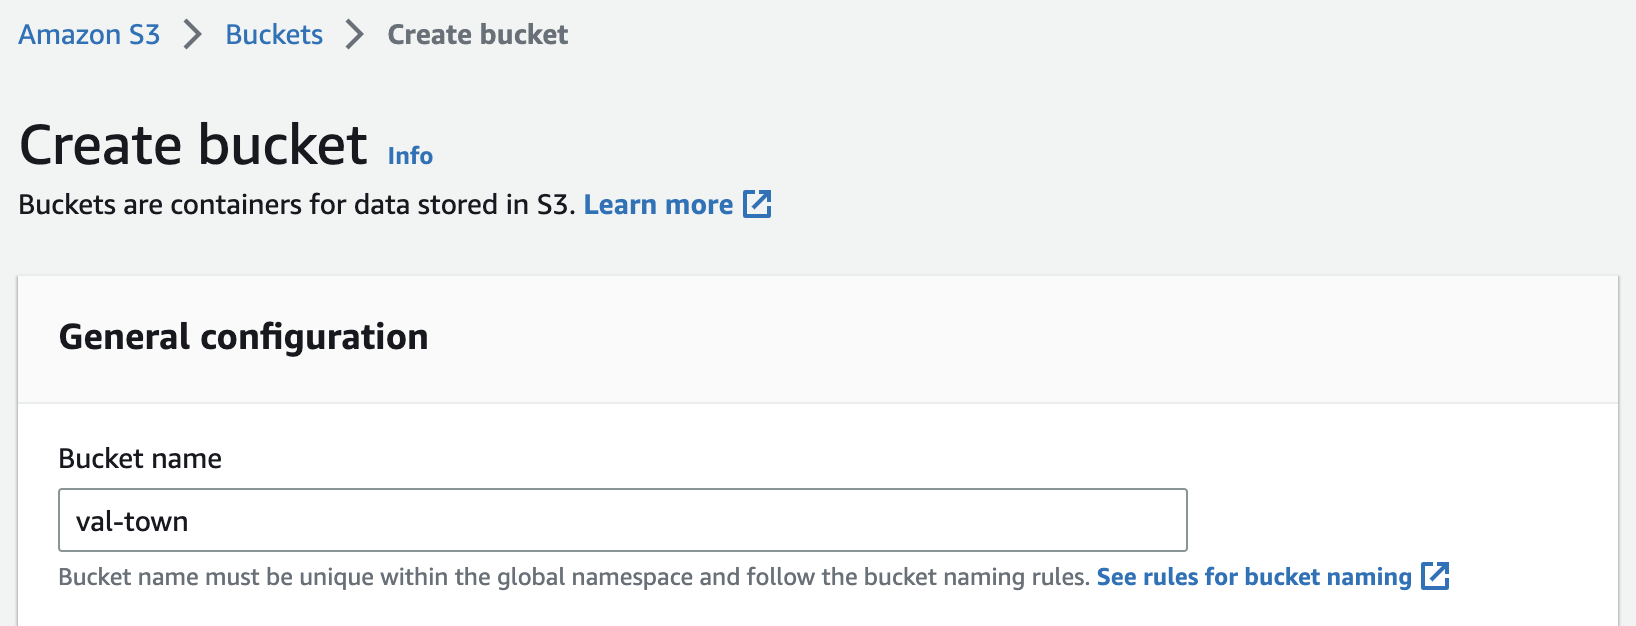 Amazon S3 > Buckets > Create bucket
Create bucket Info
Buckets are containers for data stored in S3. Learn more
General configuration
Bucket name
val-town
Bucket name must be unique within the global namespace and follow the bucket naming rules. See rules for bucket naming